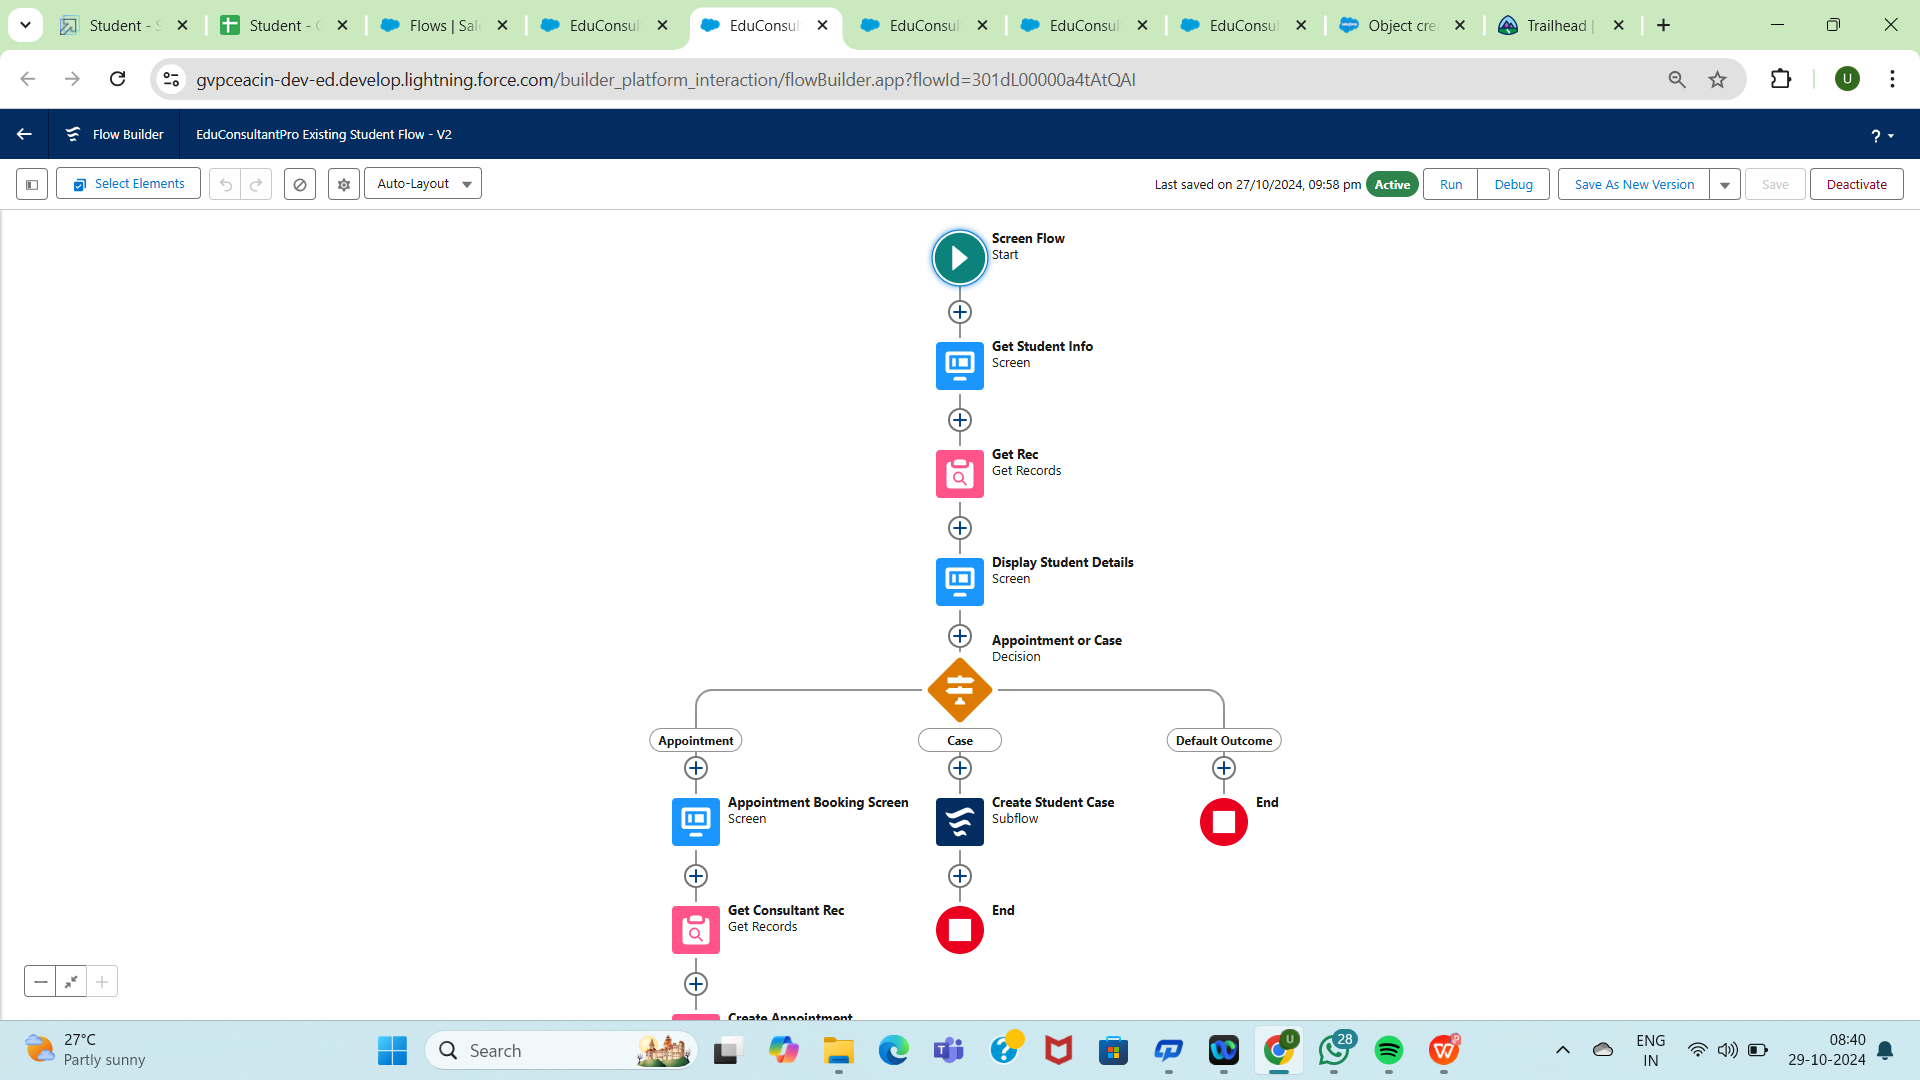 Student - S
Student - C
Flows | Sal
EduConsul
EduConsul
EduConsul
EduConsul
EduConsul
Object cre
Trailhead |
gvpceacin-dev-ed.develop.lightning.force.com/builder_platform_interaction/flowBuilder.app?flowId=301dL00000a4tAtQAI
U
Flow Builder
EduConsultantPro Existing Student Flow - V2
?
Select Elements
Auto-Layout
Last saved on 27/10/2024, 09:58 pm
Active
Run
Debug
Save As New Version
Save
Deactivate
Screen Flow
Start
Get Student Info
Screen
Get Rec
Get Records
Display Student Details
Screen
Appointment or Case
Decision
Appointment
Case
Default Outcome
Appointment Booking Screen
Screen
Create Student Case
Subflow
End
Get Consultant Rec
Get Records
End
Create Appointment
27°C
Partly sunny
Search
U
28
ENG
IN
08:40
29-10-2024